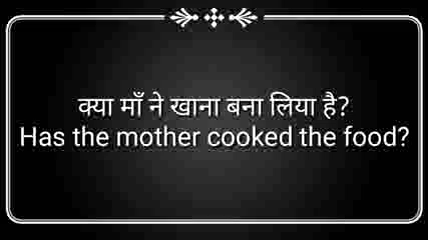 क्या माँ ने खाना बना लिया है?
Has the mother cooked the food?